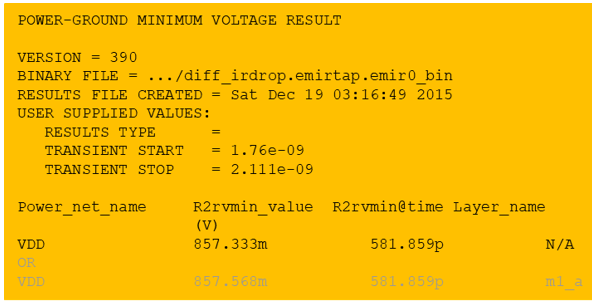 POWER-GROUND MINIMUM VOLTAGE RESULT
VERSION = 390
BINARY FILE = .../diff_irdrop.emirtap.emir0_bin
RESULTS FILE CREATED = Sat Dec 19 03:16:49 2015
USER SUPPLIED VALUES:
RESULTS TYPE =
TRANSIENT START = 1.76e-09
TRANSIENT STOP = 2.111e-09
Power_net_name R2rvmin_value R2rvmin@time Layer_name
(V)
VDD 857.333m 581.859p N/A
OR
VDD 857.568m 581.859p m1_a